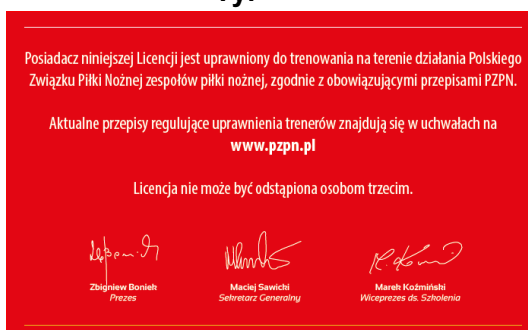 Posiadacz niniejszej Licencji jest uprawniony do trenowania na terenie działania Polskiego
Związku Piłki Nożnej zespołów piłki nożnej, zgodnie z obowiązującymi przepisami PZPN.
Aktualne przepisy regulujące uprawnienia trenerów znajdują się w uchwałach na
www.pzpn.pl
Licencja nie może być odstąpiona osobom trzecim.
Zbigniew Boniek
Prezes
Maciej Sawicki
Sekretarz Generalny
Marek Koźmiński
Wiceprezes ds. Szkolenia